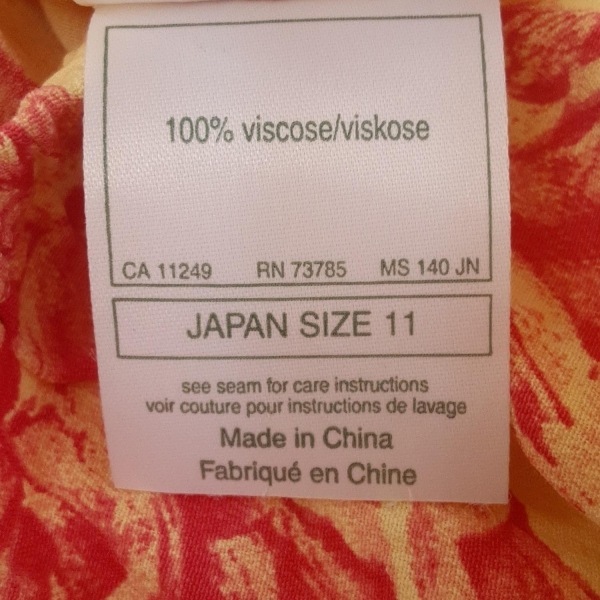 100% viscose/viskose
CA 11249 RN 73785 MS 140 JN
JAPAN SIZE 11
see seam for care instructions
voir couture pour instructions de lavage
Made in China
Fabriqué en Chine